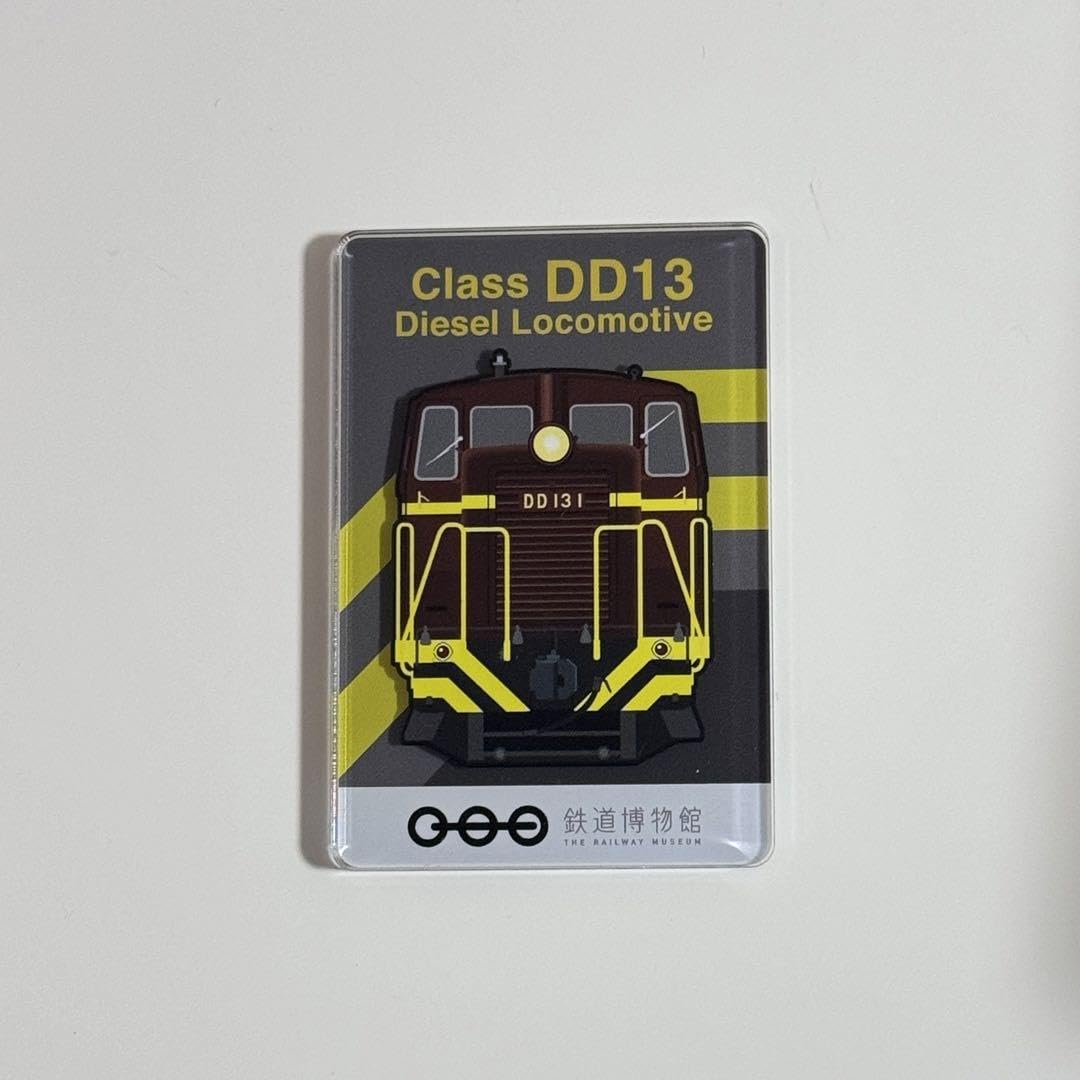 Class DD13
Diesel Locomotive
DD131
鉄道博物館
THE RAILWAY MUSEUM